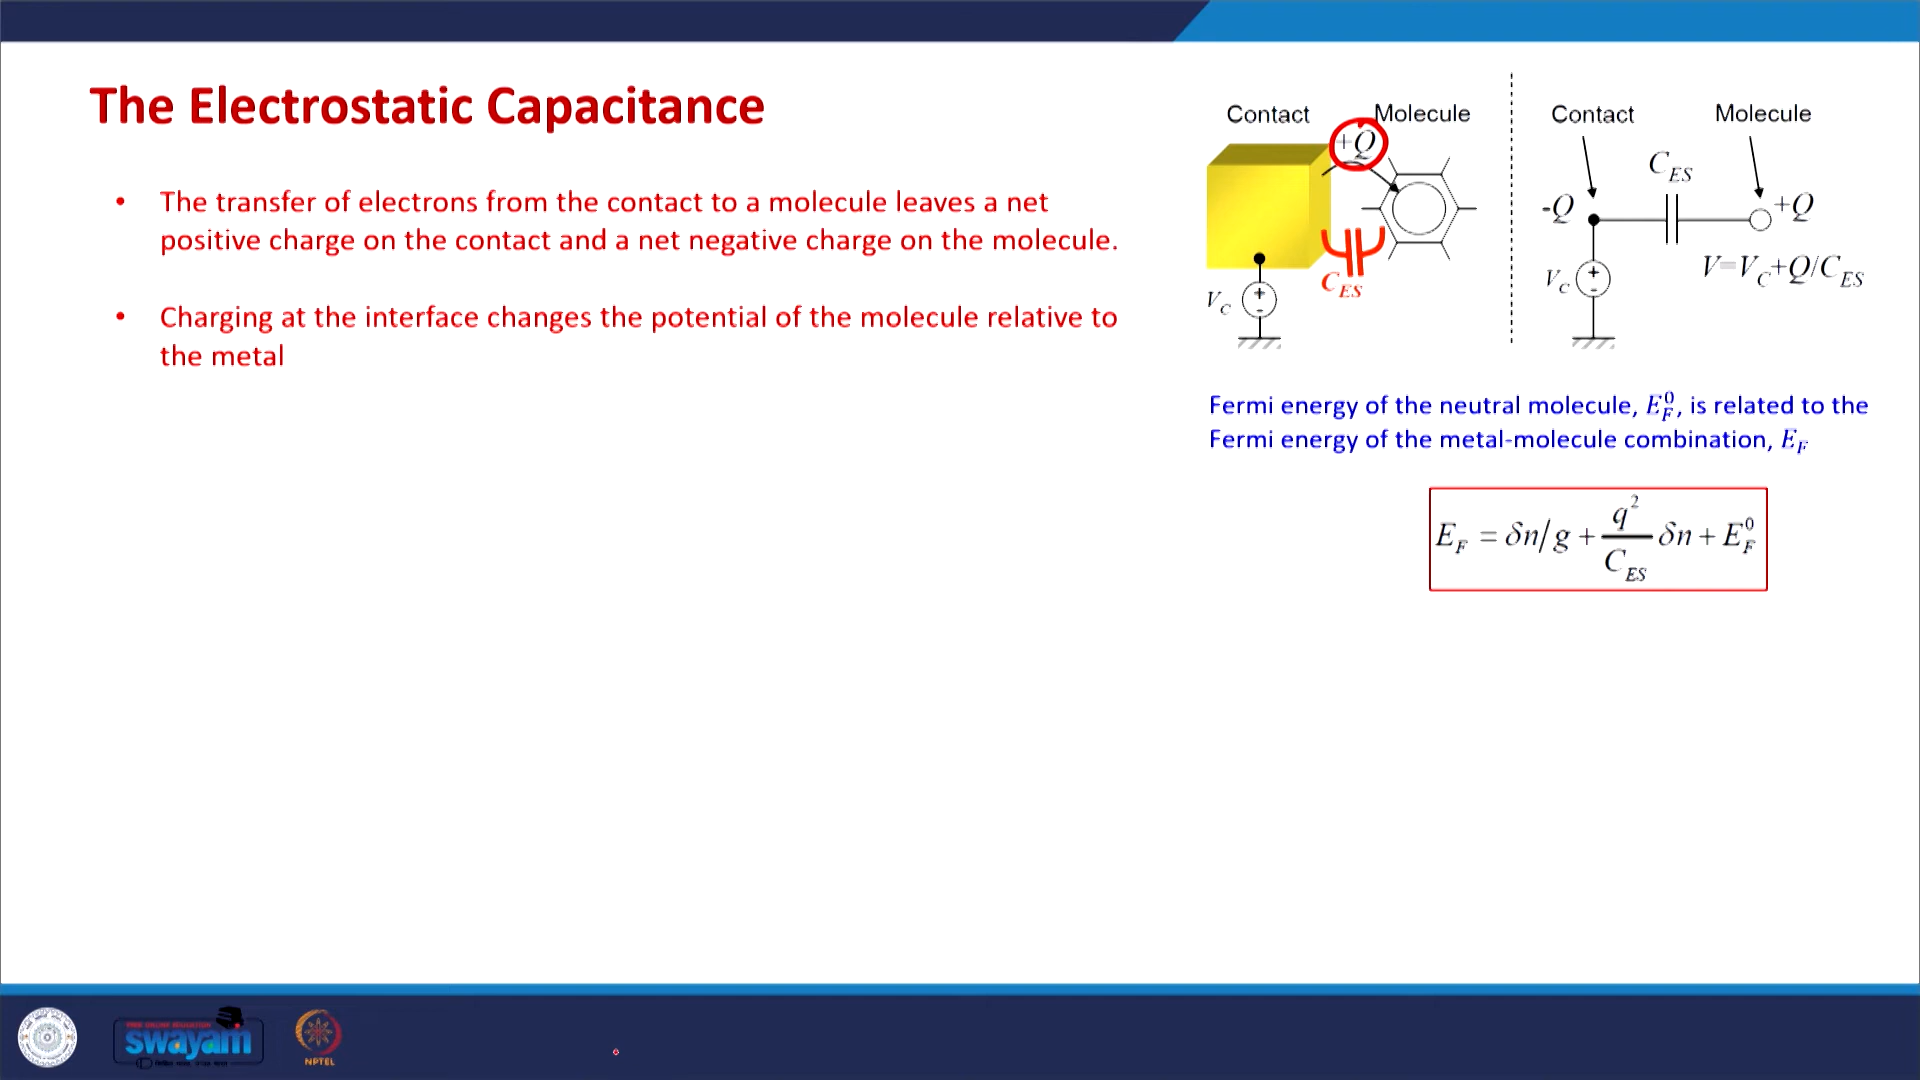 The Electrostatic Capacitance
• The transfer of electrons from the contact to a molecule leaves a net
positive charge on the contact and a net negative charge on the molecule.
• Charging at the interface changes the potential of the molecule relative to
the metal
Contact Molecule
+Q
C_ES
V_C + -
Contact Molecule
C_ES
-Q +Q
V_C + -
V=V_C+Q/C_ES
Fermi energy of the neutral molecule, E_F^0, is related to the
Fermi energy of the metal-molecule combination, E_F
E_F = δn/g + q^2/C_ES δn + E_F^0
FREE ONLINE EDUCATION
swayam
NPTEL